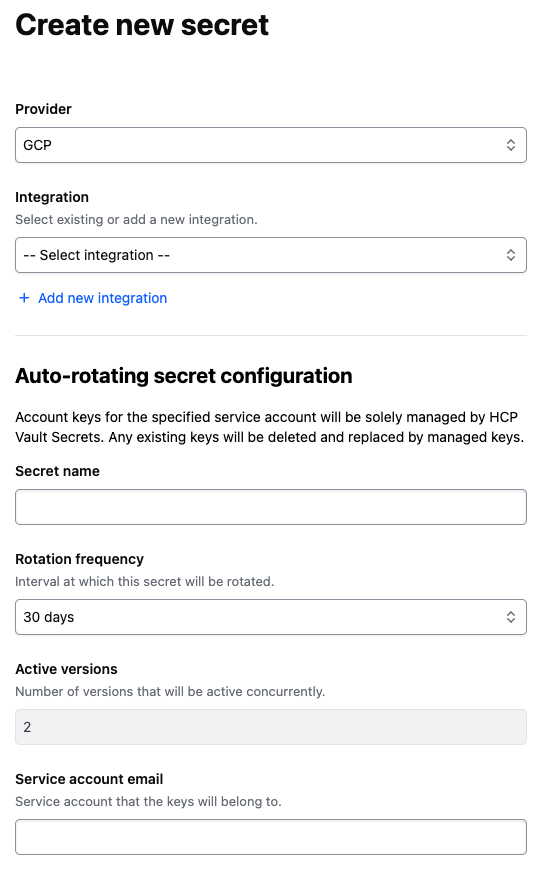 Create new secret
Provider
GCP
Integration
Select existing or add a new integration.
-- Select integration --
+ Add new integration
Auto-rotating secret configuration
Account keys for the specified service account will be solely managed by HCP
Vault Secrets. Any existing keys will be deleted and replaced by managed keys.
Secret name
Rotation frequency
Interval at which this secret will be rotated.
30 days
Active versions
Number of versions that will be active concurrently.
2
Service account email
Service account that the keys will belong to.